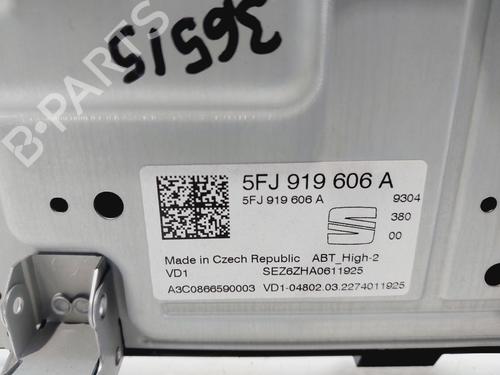 36515
B-PARTS
5FJ 919 606 A
5FJ 919 606 A 9304
380
00
Made in Czech Republic ABT_High-2
VD1 SEZ6ZHA0611925
A3C0866590003 VD1-04802.03.2274011925